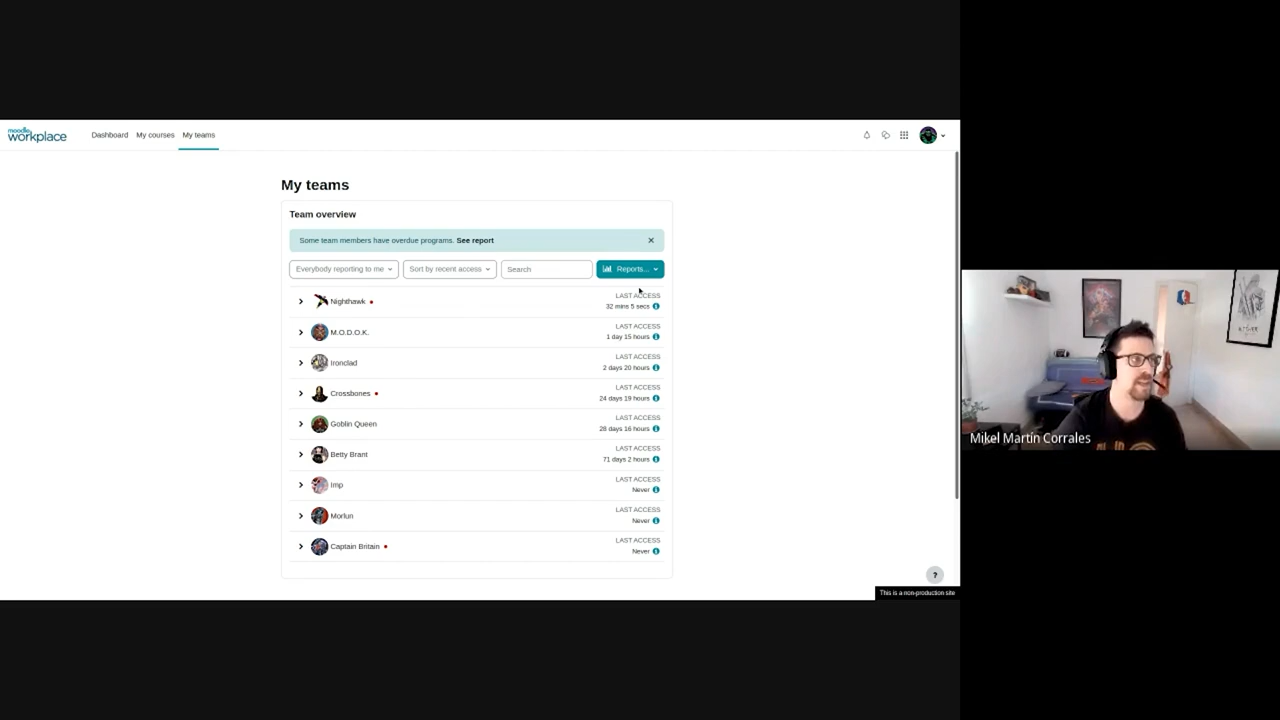 moodle
workplace
Dashboard
My courses
My teams
My teams
Team overview
Some team members have overdue programs. See report
Everybody reporting to me
Sort by recent access
Search
Reports...
Nighthawk
LAST ACCESS
32 mins 5 secs
M.O.D.O.K.
LAST ACCESS
1 day 15 hours
Ironclad
LAST ACCESS
2 days 20 hours
Crossbones
LAST ACCESS
24 days 19 hours
Goblin Queen
LAST ACCESS
28 days 16 hours
Betty Brant
LAST ACCESS
71 days 2 hours
Imp
LAST ACCESS
Never
Morlun
LAST ACCESS
Never
Captain Britain
LAST ACCESS
Never
?
This is a non-production site
Mikel Martín Corrales